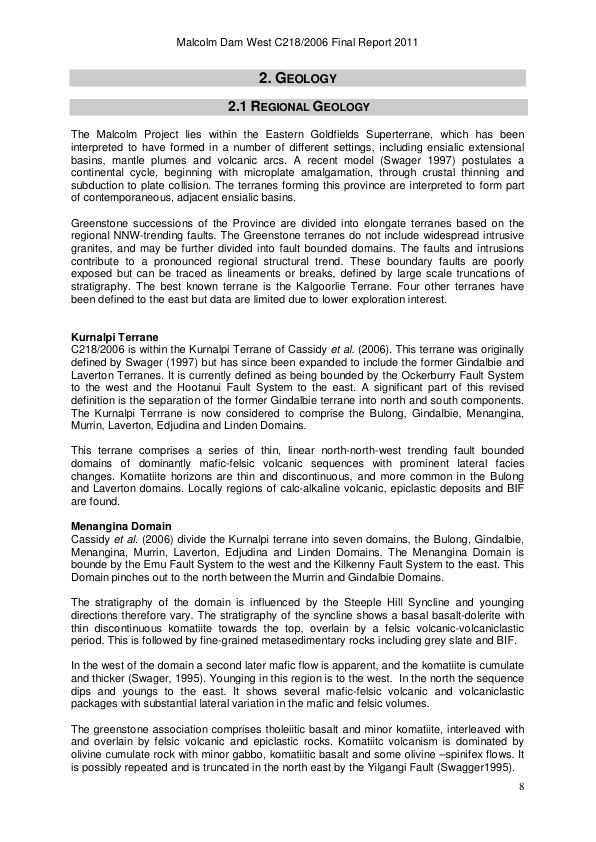 Malcolm Dam West C218/2006 Final Report 2011
2. GEOLOGY
2.1 REGIONAL GEOLOGY
The Malcolm Project lies within the Eastern Goldfields Superterrane, which has been
interpreted to have formed in a number of different settings, including ensialic extensional
basins, mantle plumes and volcanic arcs. A recent model (Swager 1997) postulates a
continental cycle, beginning with microplate amalgamation, through crustal thinning and
subduction to plate collision. The terranes forming this province are interpreted to form part
of contemporaneous, adjacent ensialic basins.
Greenstone successions of the Province are divided into elongate terranes based on the
regional NNW-trending faults. The Greenstone terranes do not include widespread intrusive
granites, and may be further divided into fault bounded domains. The faults and intrusions
contribute to a pronounced regional structural trend. These boundary faults are poorly
exposed but can be traced as lineaments or breaks, defined by large scale truncations of
stratigraphy. The best known terrane is the Kalgoorlie Terrane. Four other terranes have
been defined to the east but data are limited due to lower exploration interest.
Kurnalpi Terrane
C218/2006 is within the Kurnalpi Terrane of Cassidy et al. (2006). This terrane was originally
defined by Swager (1997) but has since been expanded to include the former Gindalbie and
Laverton Terranes. It is currently defined as being bounded by the Ockerburry Fault System
to the west and the Hootanui Fault System to the east. A significant part of this revised
definition is the separation of the former Gindalbie terrane into north and south components.
The Kurnalpi Terrrane is now considered to comprise the Bulong, Gindalbie, Menangina,
Murrin, Laverton, Edjudina and Linden Domains.
This terrane comprises a series of thin, linear north-north-west trending fault bounded
domains of dominantly mafic-felsic volcanic sequences with prominent lateral facies
changes. Komatiite horizons are thin and discontinuous, and more common in the Bulong
and Laverton domains. Locally regions of calc-alkaline volcanic, epiclastic deposits and BIF
are found.
Menangina Domain
Cassidy et al. (2006) divide the Kurnalpi terrane into seven domains, the Bulong, Gindalbie,
Menangina, Murrin, Laverton, Edjudina and Linden Domains. The Menangina Domain is
bounde by the Emu Fault System to the west and the Kilkenny Fault System to the east. This
Domain pinches out to the north between the Murrin and Gindalbie Domains.
The stratigraphy of the domain is influenced by the Steeple Hill Syncline and younging
directions therefore vary. The stratigraphy of the syncline shows a basal basalt-dolerite with
thin discontinuous komatiite towards the top, overlain by a felsic volcanic-volcaniclastic
period. This is followed by fine-grained metasedimentary rocks including grey slate and BIF.
In the west of the domain a second later mafic flow is apparent, and the komatiite is cumulate
and thicker (Swager, 1995). Younging in this region is to the west. In the north the sequence
dips and youngs to the east. It shows several mafic-felsic volcanic and volcaniclastic
packages with substantial lateral variation in the mafic and felsic volumes.
The greenstone association comprises tholeiitic basalt and minor komatiite, interleaved with
and overlain by felsic volcanic and epiclastic rocks. Komatiitc volcanism is dominated by
olivine cumulate rock with minor gabbo, komatiitic basalt and some olivine –spinifex flows. It
is possibly repeated and is truncated in the north east by the Yilgangi Fault (Swagger1995).
8